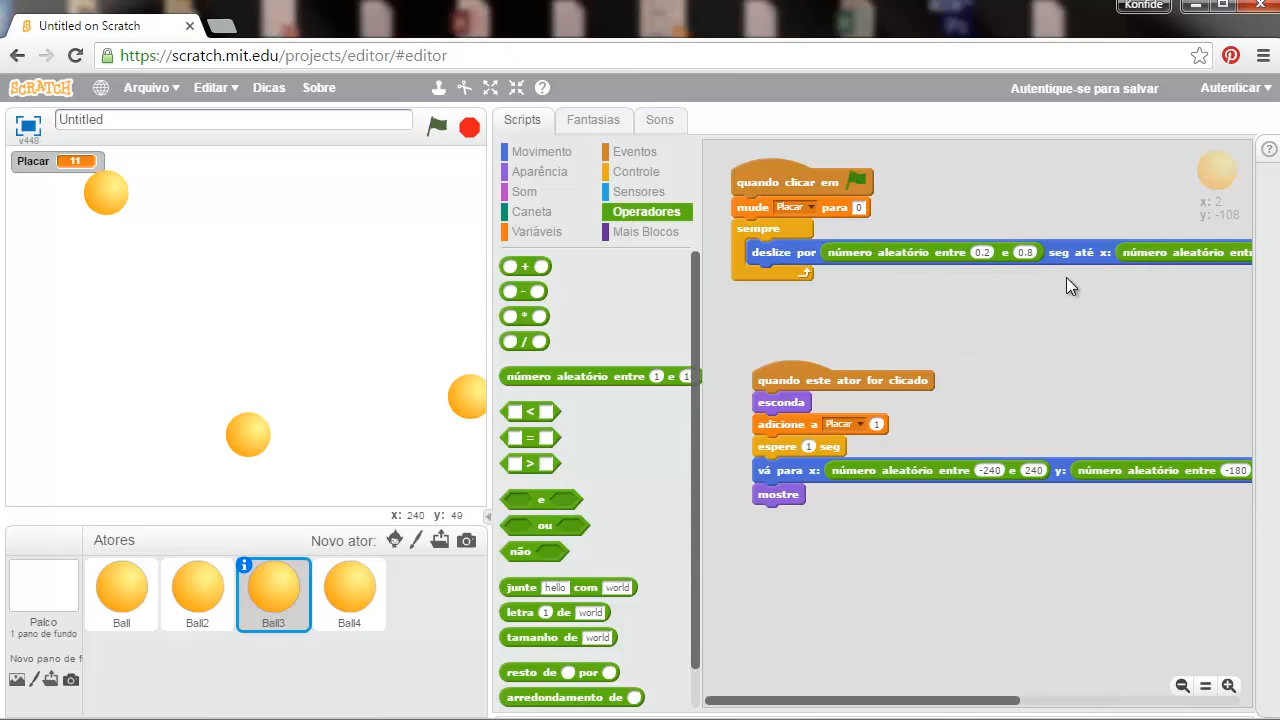 Konfide
Untitled on Scratch
https://scratch.mit.edu/projects/editor/#editor
SCRATCH Arquivo Editar Dicas Sobre Autentique-se para salvar Autenticar
v448
Untitled
Placar 11
x: 240 y: 49
Scripts Fantasias Sons
Movimento Eventos
Aparência Controle
Som Sensores
Caneta Operadores
Variáveis Mais Blocos
+
-
*
/
número aleatório entre 1 e 1
<
=
>
e
ou
não
junte hello com world
letra 1 de world
tamanho de world
resto de por
arredondamento de
quando clicar em
mude Placar para 0
sempre
deslize por número aleatório entre 0.2 e 0.8 seg até x: número aleatório ent
quando este ator for clicado
esconda
adicione a Placar 1
espere 1 seg
vá para x: número aleatório entre -240 e 240 y: número aleatório entre -180
mostre
x: 2
y: -108
Atores Novo ator:
Palco
1 pano de fundo
Novo pano de f
Ball Ball2 Ball3 Ball4